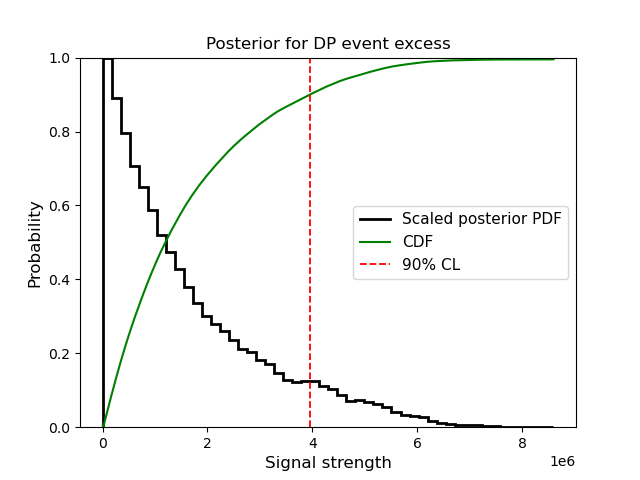 Posterior for DP event excess
Probability
1.0
0.8
0.6
0.4
0.2
0.0
Scaled posterior PDF
CDF
90% CL
0
2
4
6
8
1e6
Signal strength